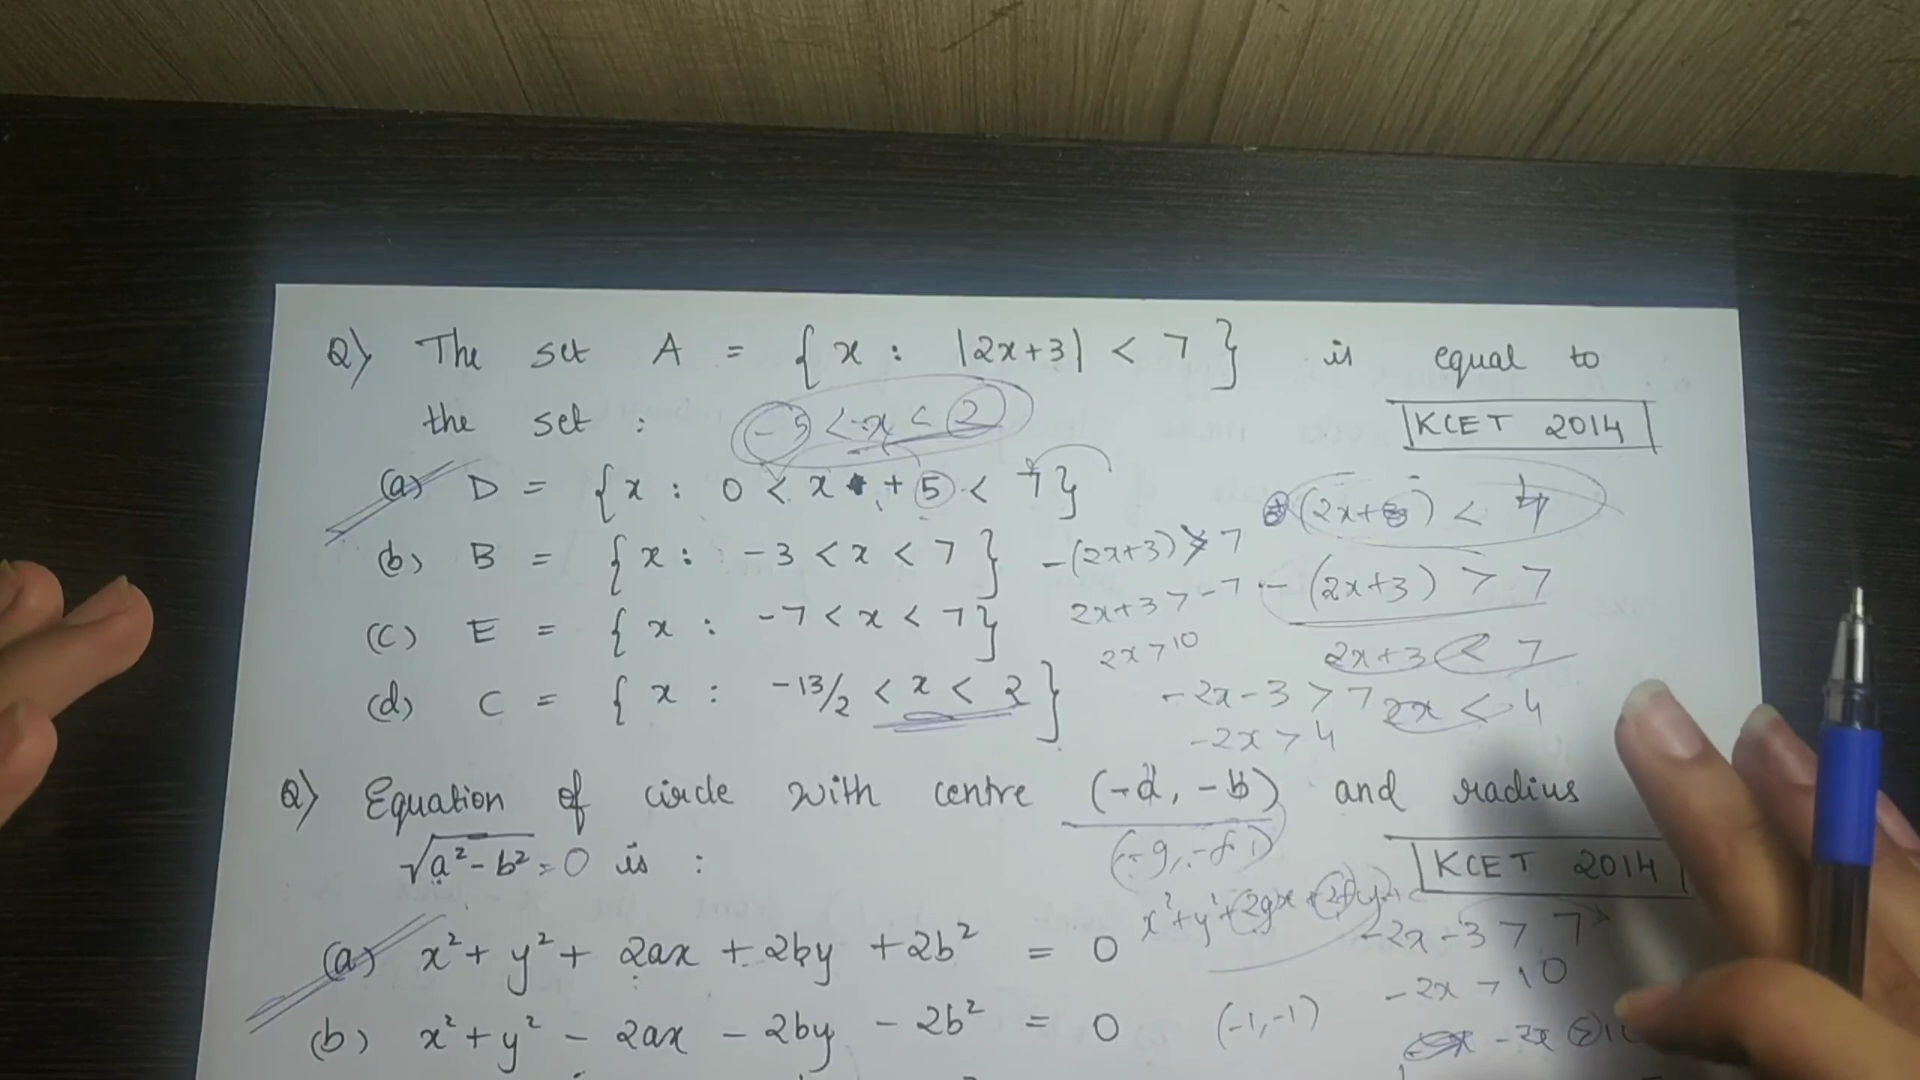 Q) The set A = { x : |2x+3| < 7 } is equal to
the set :
-5 < x < 2
KCET 2014
(a) D = { x : 0 < x + 5 < 7 }
(2x+3) < 7
(b) B = { x : -3 < x < 7 }
-(2x+3) > 7
-(2x+3) > 7
(c) E = { x : -7 < x < 7 }
2x+3 > -7
2x > 10
2x+3 < 7
(d) C = { x : -13/2 < x < 2 }
-2x-3 > 7
2x < 4
-2x > 4
Q) Equation of circle with centre (-a, -b) and radius
√a²-b² = 0 is :
(-g, -f)
KCET 2014
x²+y²+2gx+2fy+c
(a) x² + y² + 2ax + 2by + 2b² = 0
-2x-3 > 7
-2x > 10
(b) x² + y² - 2ax - 2by - 2b² = 0
(-1,-1)